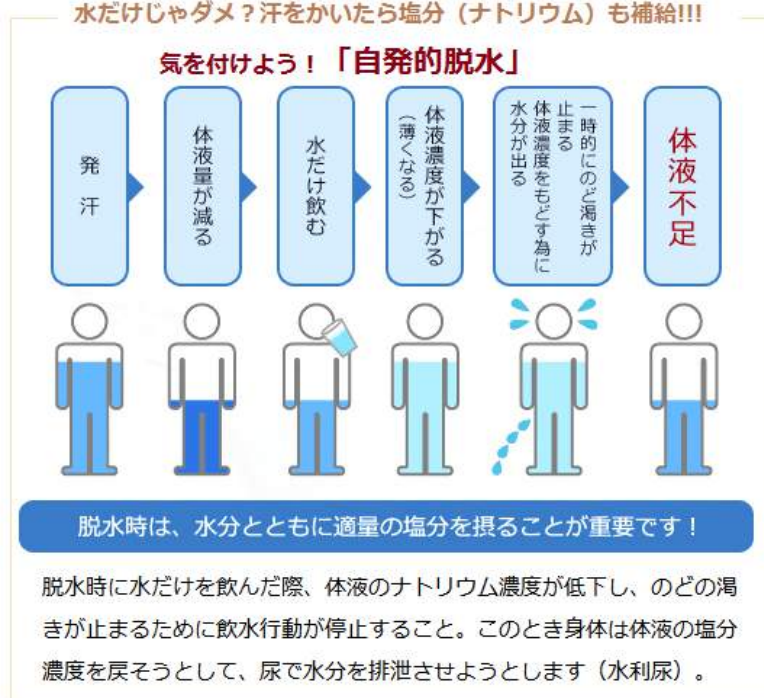 水だけじゃダメ？汗をかいたら塩分（ナトリウム）も補給!!!
気を付けよう！「自発的脱水」
発汗
体液量が減る
水だけ飲む
体液濃度が下がる
（薄くなる）
一時的にのど渇きが
止まる
体液濃度をもどす為に
水分が出る
体液不足
脱水時は、水分とともに適量の塩分を摂ることが重要です！
脱水時に水だけを飲んだ際、体液のナトリウム濃度が低下し、のどの渇
きが止まるために飲水行動が停止すること。このとき身体は体液の塩分
濃度を戻そうとして、尿で水分を排泄させようとします（水利尿）。